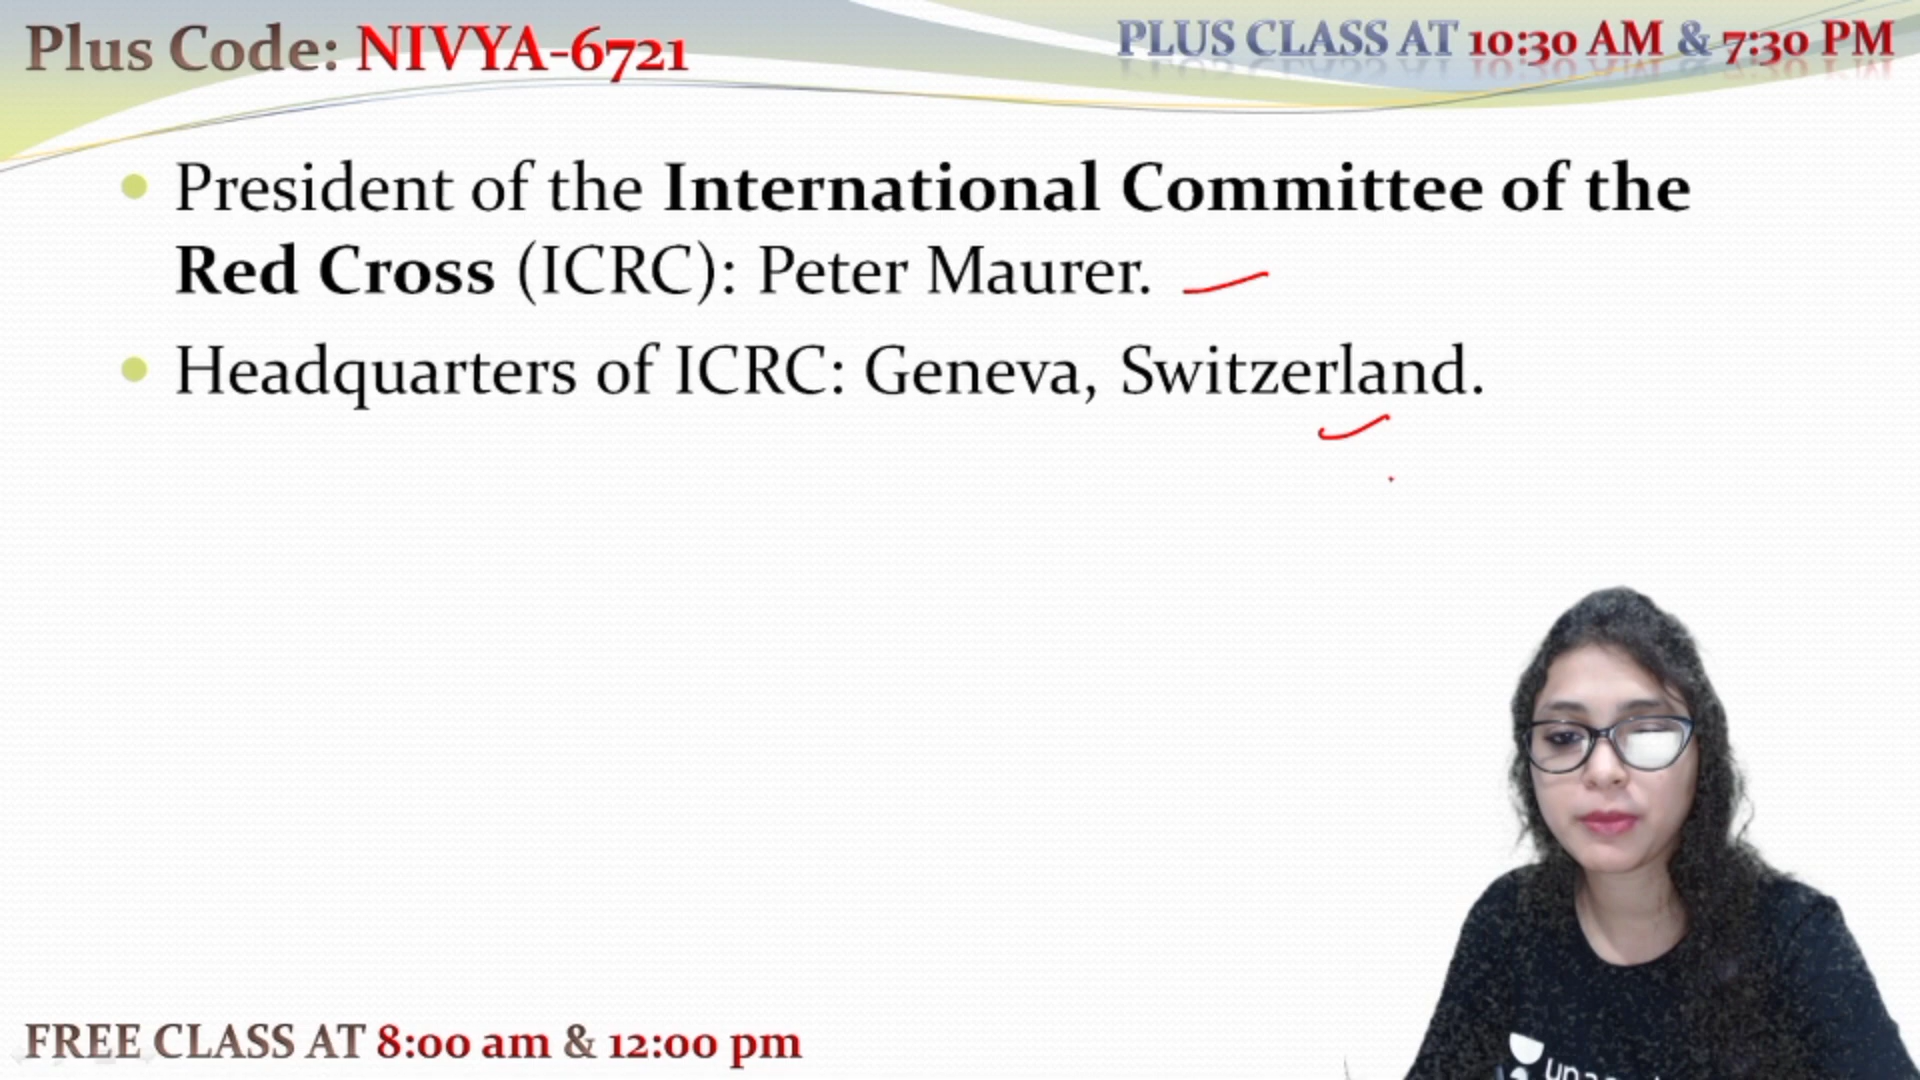 Plus Code: NIVYA-6721
PLUS CLASS AT 10:30 AM & 7:30 PM
President of the International Committee of the
Red Cross (ICRC): Peter Maurer.
Headquarters of ICRC: Geneva, Switzerland.
FREE CLASS AT 8:00 am & 12:00 pm